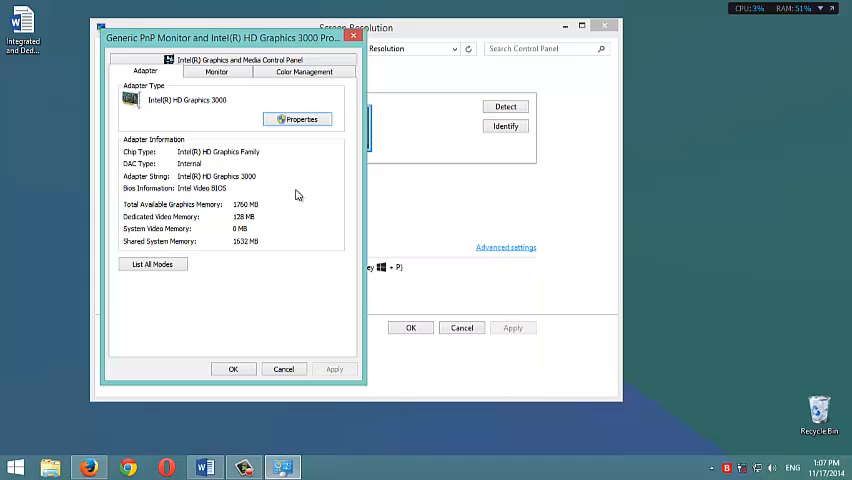 CPU:3% RAM:51%
Screen Resolution
Generic PnP Monitor and Intel(R) HD Graphics 3000 Pro...
Resolution
Search Control Panel
Intel(R) Graphics and Media Control Panel
Adapter Monitor Color Management
Adapter Type
Intel(R) HD Graphics 3000
Properties
Detect
Identify
Adapter Information
Chip Type: Intel(R) HD Graphics Family
DAC Type: Internal
Adapter String: Intel(R) HD Graphics 3000
Bios Information: Intel Video BIOS
Total Available Graphics Memory: 1760 MB
Dedicated Video Memory: 128 MB
System Video Memory: 0 MB
Shared System Memory: 1632 MB
Advanced settings
List All Modes
ey + P)
OK Cancel Apply
OK Cancel Apply
Integrated
and Ded...
Recycle Bin
ENG
1:07 PM
11/17/2014